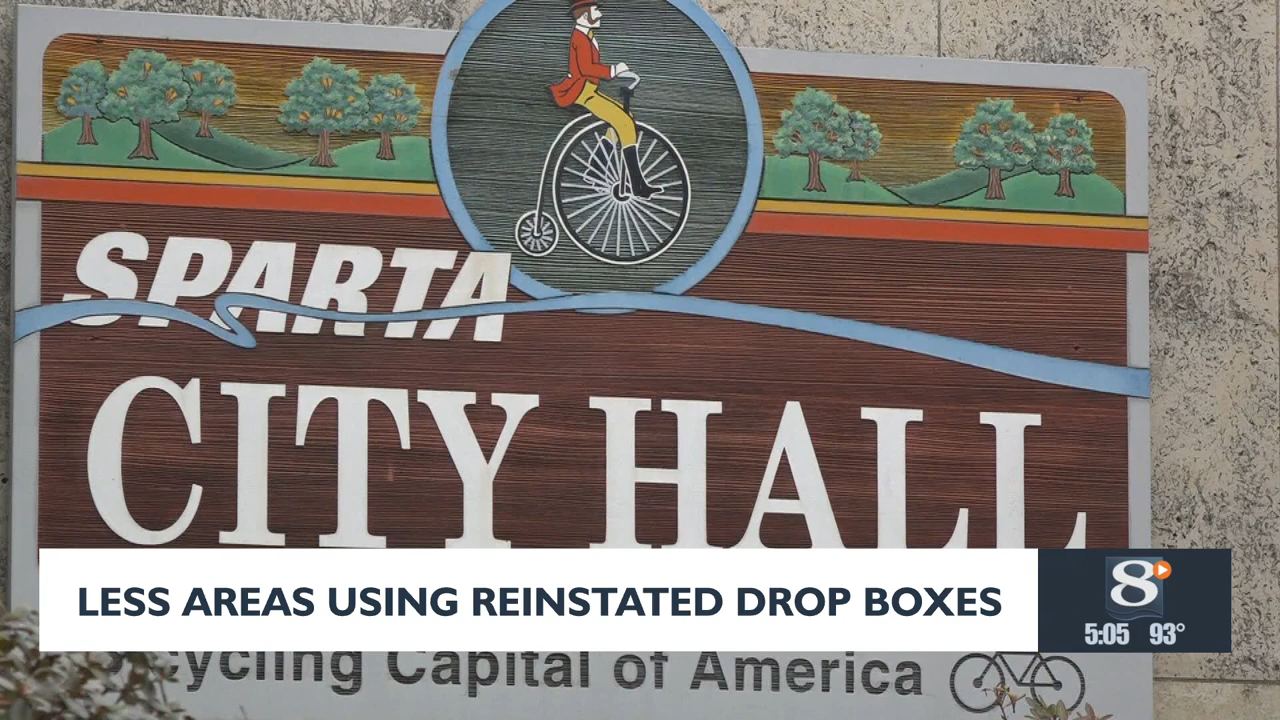 SPARTA
CITY HALL
LESS AREAS USING REINSTATED DROP BOXES
8
5:05 93°
Capital of America